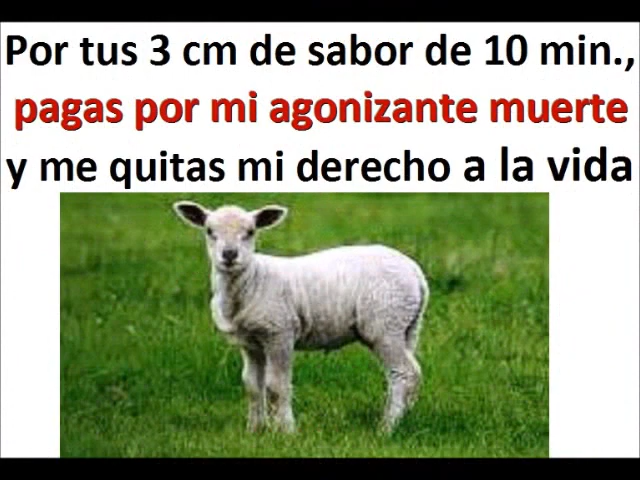 Por tus 3 cm de sabor de 10 min.,
pagas por mi agonizante muerte
y me quitas mi derecho a la vida